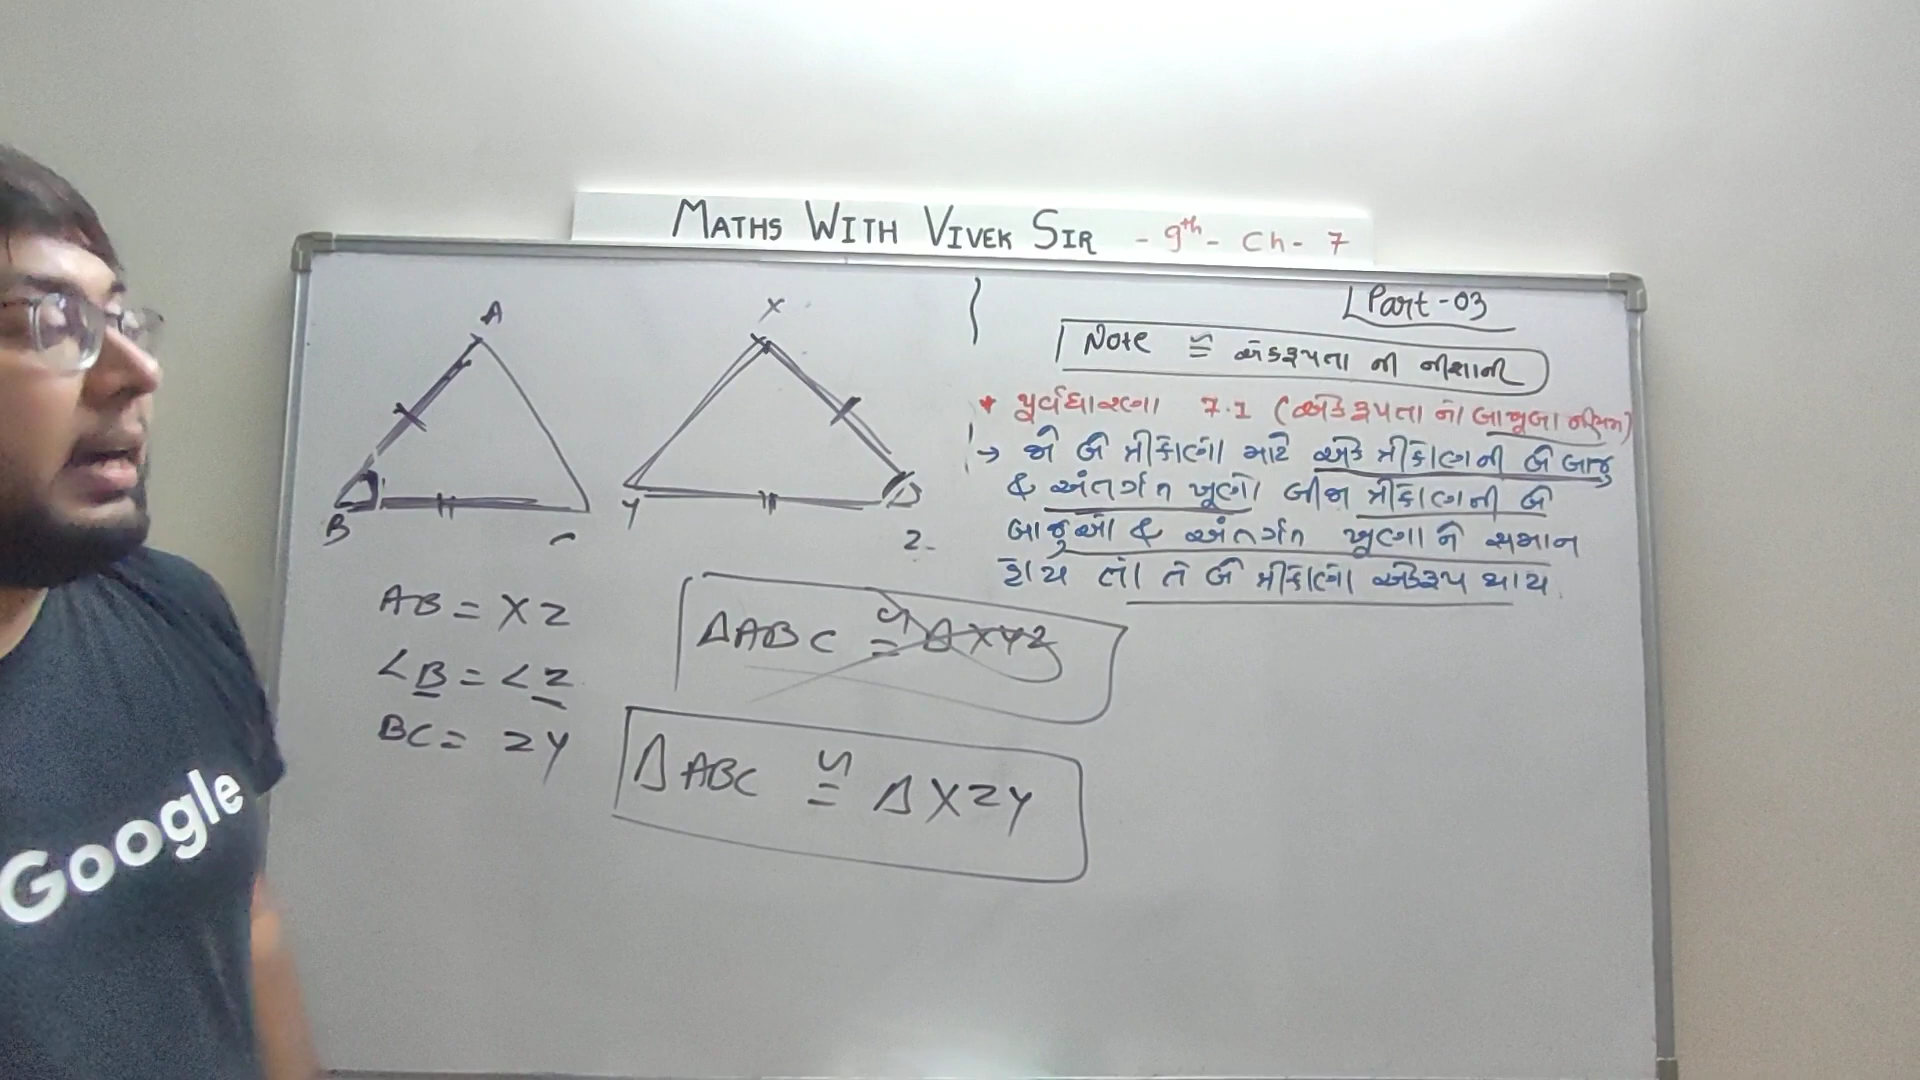 MATHS WITH VIVEK SIR - 9th - Ch - 7
Part - 03
Note ≅ એકરૂપતા ની નીશાની
* પૂર્વધારણા 7.1 (એકરૂપતા નો બાખૂબા નિયમ)
→ જો બે ત્રીકોણો માટે એક ત્રીકોણની બે બાજુ
& અંતર્ગત ખૂણો બીજા ત્રીકોણની બે
બાજુઓ & અંતર્ગત ખૂણા ને સમાન
હોય તો તે બે ત્રીકોણો એકરૂપ થાય.
A
B
X
Y
Z
AB = XZ
∠B = ∠Z
BC = ZY
ΔABC ≅ ΔXYZ
ΔABC ≅ ΔXZY
Google